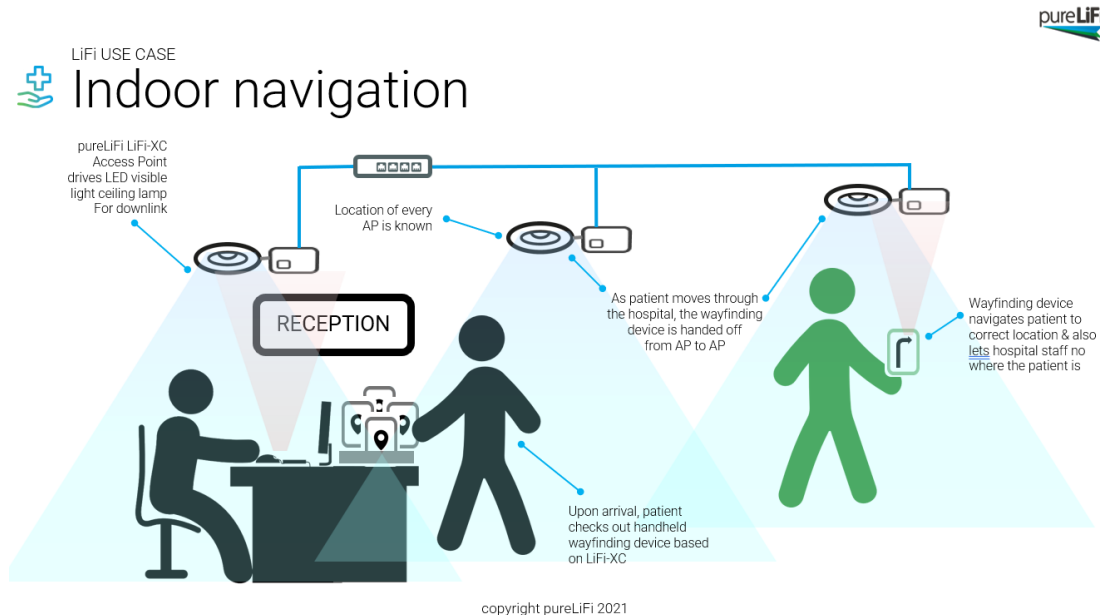 pureLiF
LiFi USE CASE
Indoor navigation
pureLiFi LiFi-XC
Access Point
drives LED visible
light ceiling lamp
For downlink
Location of every
AP is known
RECEPTION
As patient moves through
the hospital, the wayfinding
device is handed off
from AP to AP
Wayfinding device
navigates patient to
correct location & also
lets hospital staff no
where the patient is
Upon arrival, patient
checks out handheld
wayfinding device based
on LiFi-XC
copyright pureLiFi 2021